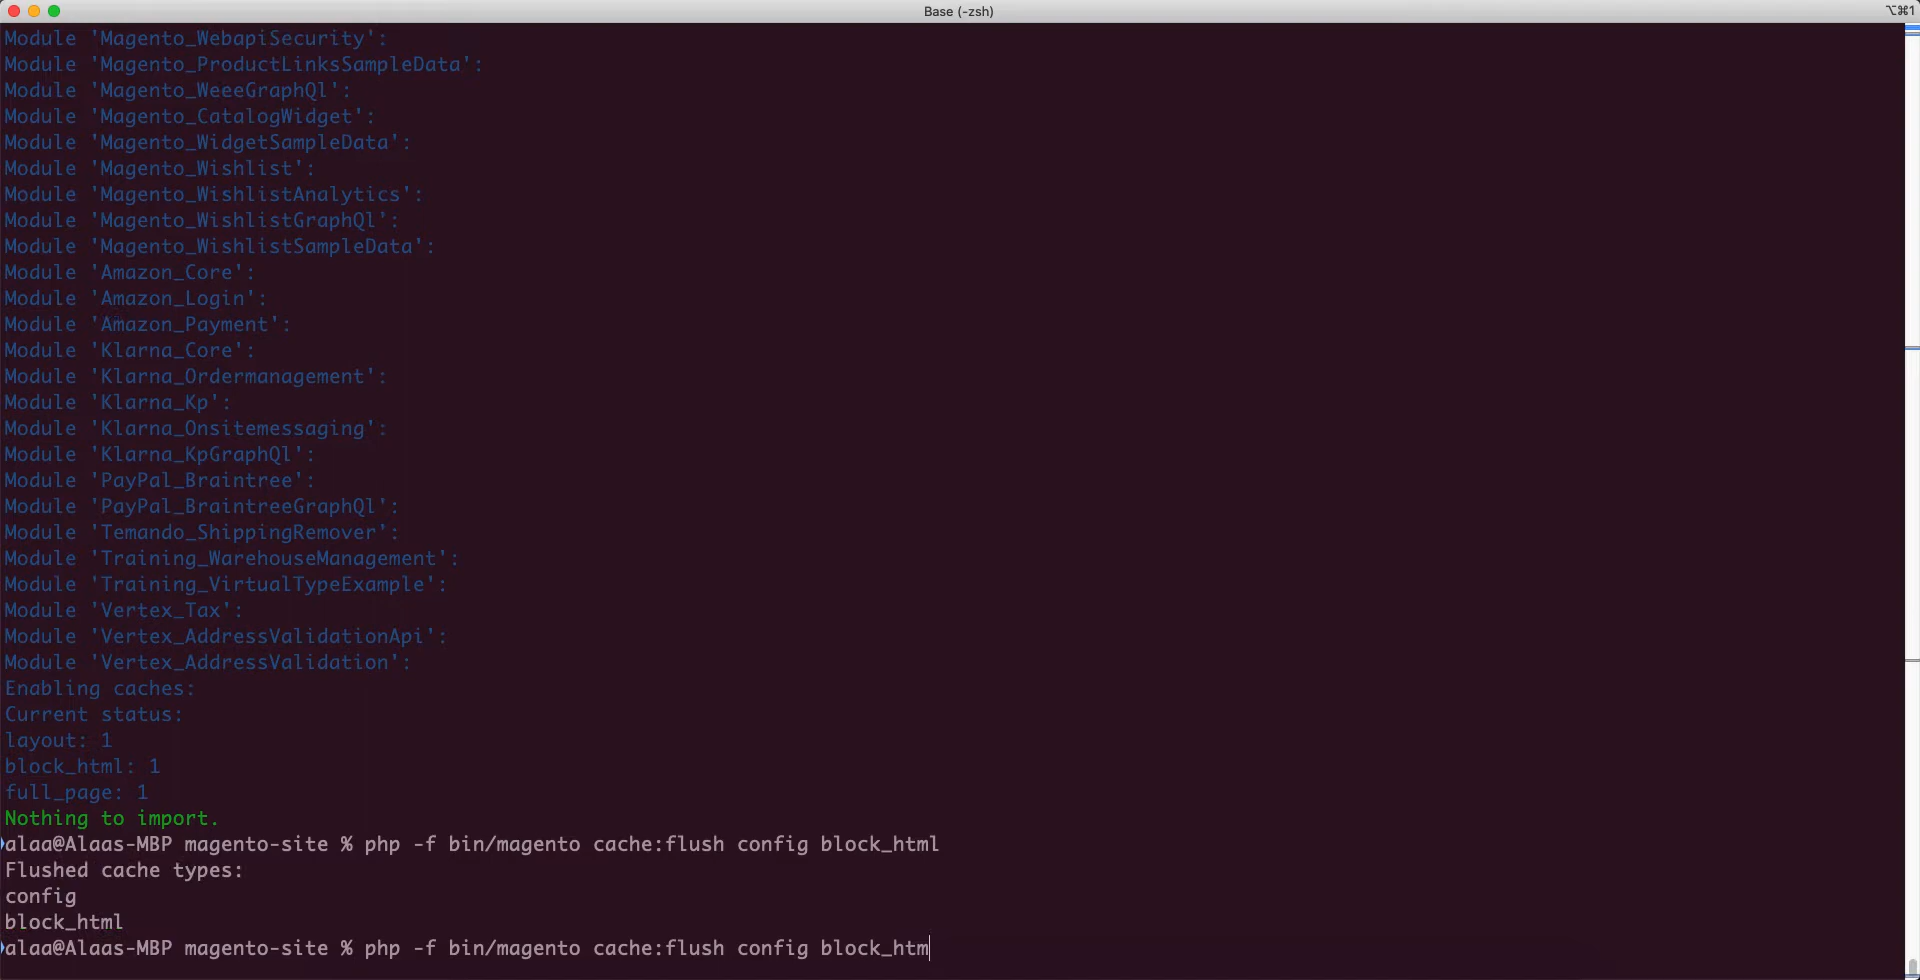 Base (-zsh)
⌥⌘1
Module 'Magento_WebapiSecurity':
Module 'Magento_ProductLinksSampleData':
Module 'Magento_WeeeGraphQl':
Module 'Magento_CatalogWidget':
Module 'Magento_WidgetSampleData':
Module 'Magento_Wishlist':
Module 'Magento_WishlistAnalytics':
Module 'Magento_WishlistGraphQl':
Module 'Magento_WishlistSampleData':
Module 'Amazon_Core':
Module 'Amazon_Login':
Module 'Amazon_Payment':
Module 'Klarna_Core':
Module 'Klarna_Ordermanagement':
Module 'Klarna_Kp':
Module 'Klarna_Onsitemessaging':
Module 'Klarna_KpGraphQl':
Module 'PayPal_Braintree':
Module 'PayPal_BraintreeGraphQl':
Module 'Temando_ShippingRemover':
Module 'Training_WarehouseManagement':
Module 'Training_VirtualTypeExample':
Module 'Vertex_Tax':
Module 'Vertex_AddressValidationApi':
Module 'Vertex_AddressValidation':
Enabling caches:
Current status:
layout: 1
block_html: 1
full_page: 1
Nothing to import.
alaa@Alaas-MBP magento-site % php -f bin/magento cache:flush config block_html
Flushed cache types:
config
block_html
alaa@Alaas-MBP magento-site % php -f bin/magento cache:flush config block_htm